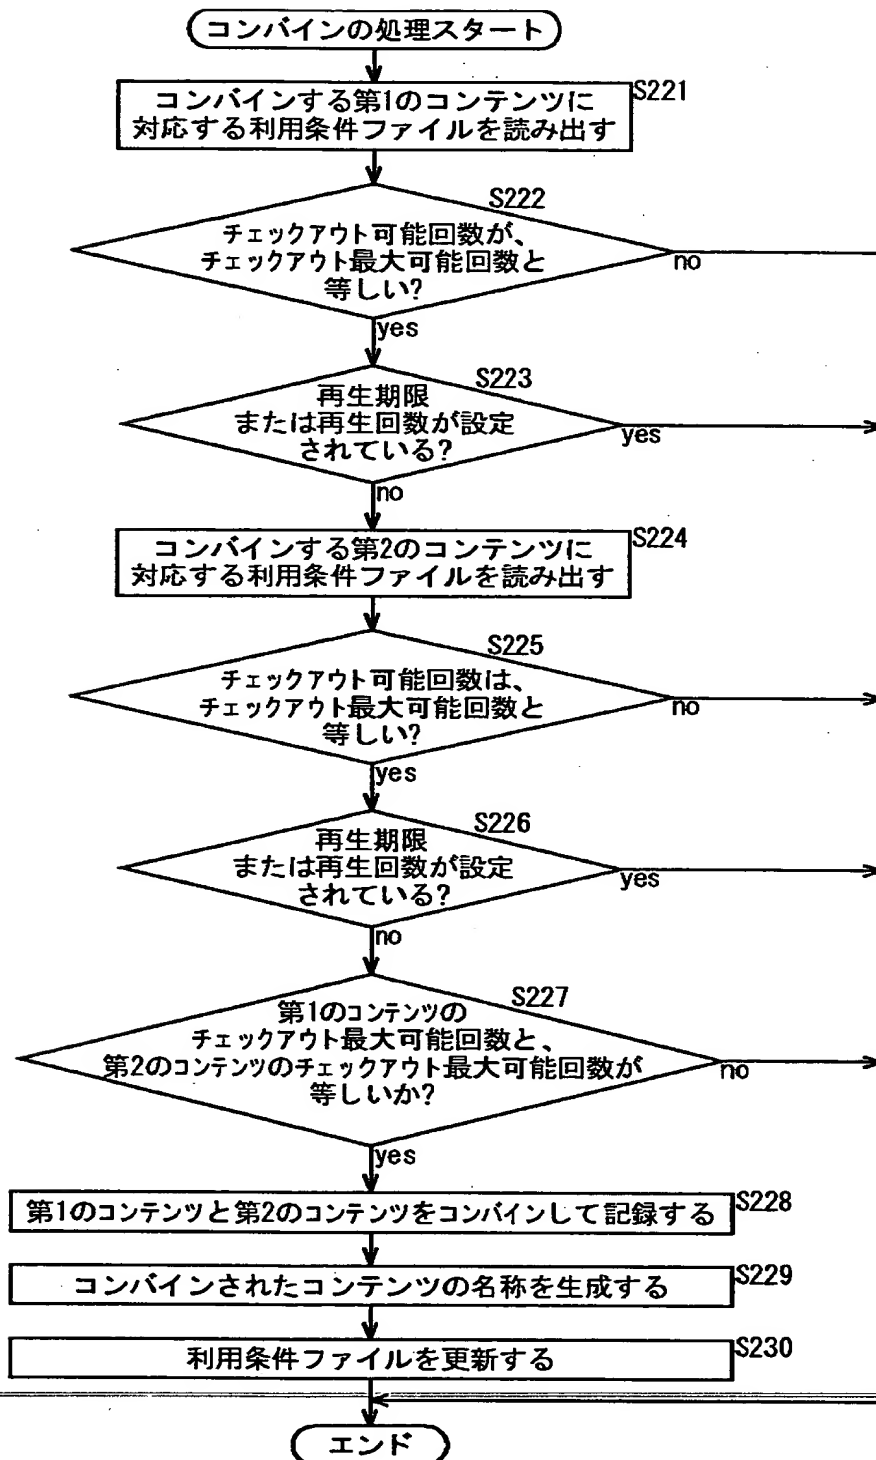 コンバインの処理スタート
S221
コンバインする第1のコンテンツに
対応する利用条件ファイルを読み出す
S222
チェックアウト可能回数が、
チェックアウト最大可能回数と
等しい?
no
yes
S223
再生期限
または再生回数が設定
されている?
yes
no
S224
コンバインする第2のコンテンツに
対応する利用条件ファイルを読み出す
S225
チェックアウト可能回数は、
チェックアウト最大可能回数と
等しい?
no
yes
S226
再生期限
または再生回数が設定
されている?
yes
no
S227
第1のコンテンツの
チェックアウト最大可能回数と、
第2のコンテンツのチェックアウト最大可能回数が
等しいか?
no
yes
S228
第1のコンテンツと第2のコンテンツをコンバインして記録する
S229
コンバインされたコンテンツの名称を生成する
S230
利用条件ファイルを更新する
エンド